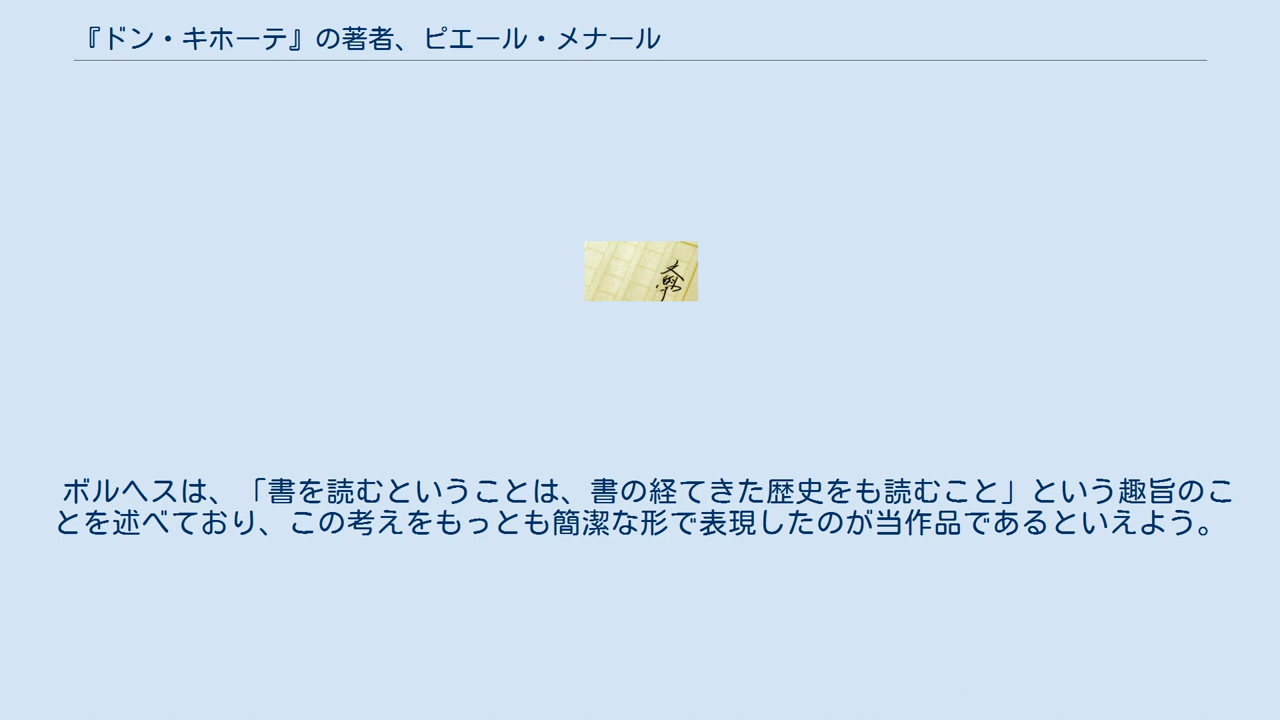 『ドン・キホーテ』の著者、ピエール・メナール
ボルヘスは、「書を読むということは、書の経てきた歴史をも読むこと」という趣旨のこ
とを述べており、この考えをもっとも簡潔な形で表現したのが当作品であるといえよう。